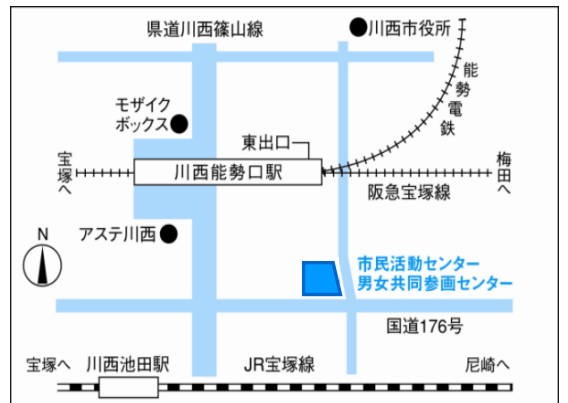 県道川西篠山線
川西市役所
能勢電鉄
モザイク
ボックス
東出口
宝塚へ
川西能勢口駅
梅田へ
阪急宝塚線
N
アステ川西
市民活動センター
男女共同参画センター
国道176号
宝塚へ
川西池田駅
JR宝塚線
尼崎へ